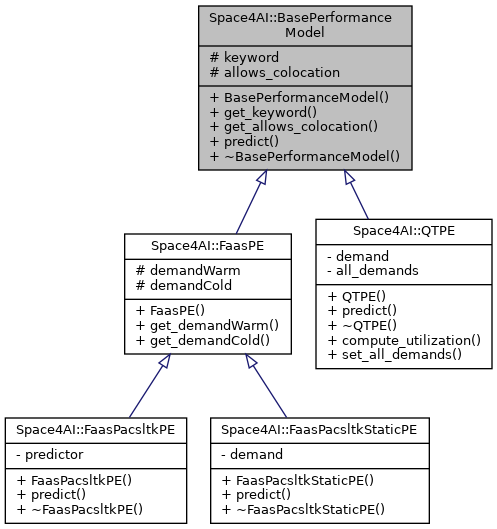 Space4AI::BasePerformance
Model
# keyword
# allows_colocation
+ BasePerformanceModel()
+ get_keyword()
+ get_allows_colocation()
+ predict()
+ ~BasePerformanceModel()
Space4AI::FaasPE
# demandWarm
# demandCold
+ FaasPE()
+ get_demandWarm()
+ get_demandCold()
Space4AI::QTPE
- demand
- all_demands
+ QTPE()
+ predict()
+ ~QTPE()
+ compute_utilization()
+ set_all_demands()
Space4AI::FaasPacsltkPE
- predictor
+ FaasPacsltkPE()
+ predict()
+ ~FaasPacsltkPE()
Space4AI::FaasPacsltkStaticPE
- demand
+ FaasPacsltkStaticPE()
+ predict()
+ ~FaasPacsltkStaticPE()